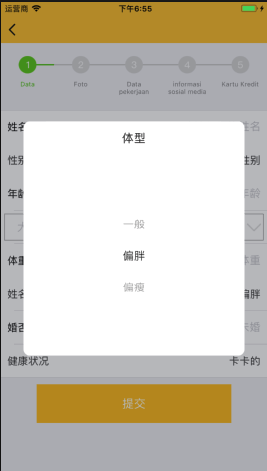 运营商 下午6:55
1 2 3 4 5
Data Foto Data pekerjaan informasi sosial media Kartu Kredit
体型
姓名 姓名
性别 性别
年龄 年龄
一般
偏胖
体重 体重
偏瘦
姓名 偏胖
婚否 未婚
健康状况 卡卡的
提交